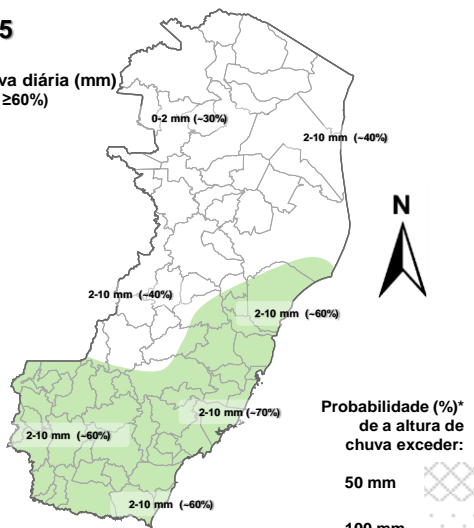 5
va diária (mm)
≥60%)
0-2 mm (~30%)
2-10 mm (~40%)
N
2-10 mm (~40%)
2-10 mm (~60%)
2-10 mm (~70%)
2-10 mm (~60%)
2-10 mm (~60%)
Probabilidade (%)*
de a altura de
chuva exceder:
50 mm
100 mm